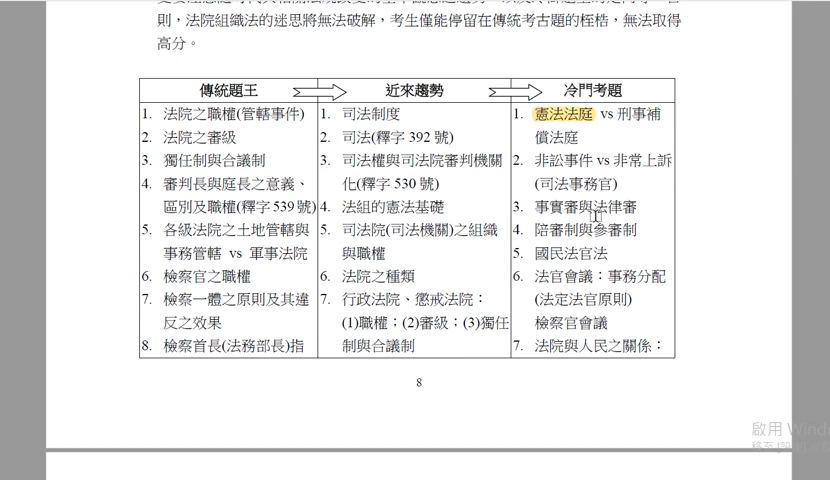 則，法院組織法的迷思將無法破解，考生僅能停留在傳統考古題的桎梏，無法取得
高分。
傳統題王
1. 法院之職權(管轄事件)
2. 法院之審級
3. 獨任制與合議制
4. 審判長與庭長之意義、
區別及職權(釋字 539 號)
5. 各級法院之土地管轄與
事務管轄 vs 軍事法院
6. 檢察官之職權
7. 檢察一體之原則及其違
反之效果
8. 檢察首長(法務部長)指
近來趨勢
1. 司法制度
2. 司法(釋字 392 號)
3. 司法權與司法院審判機關
化(釋字 530 號)
4. 法組的憲法基礎
5. 司法院(司法機關)之組織
與職權
6. 法院之種類
7. 行政法院、懲戒法院：
(1)職權；(2)審級；(3)獨任
制與合議制
冷門考題
1. 憲法法庭 vs 刑事補
償法庭
2. 非訟事件 vs 非常上訴
(司法事務官)
3. 事實審與法律審
4. 陪審制與參審制
5. 國民法官法
6. 法官會議：事務分配
(法定法官原則)
檢察官會議
7. 法院與人民之關係：
8
啟用 Windo